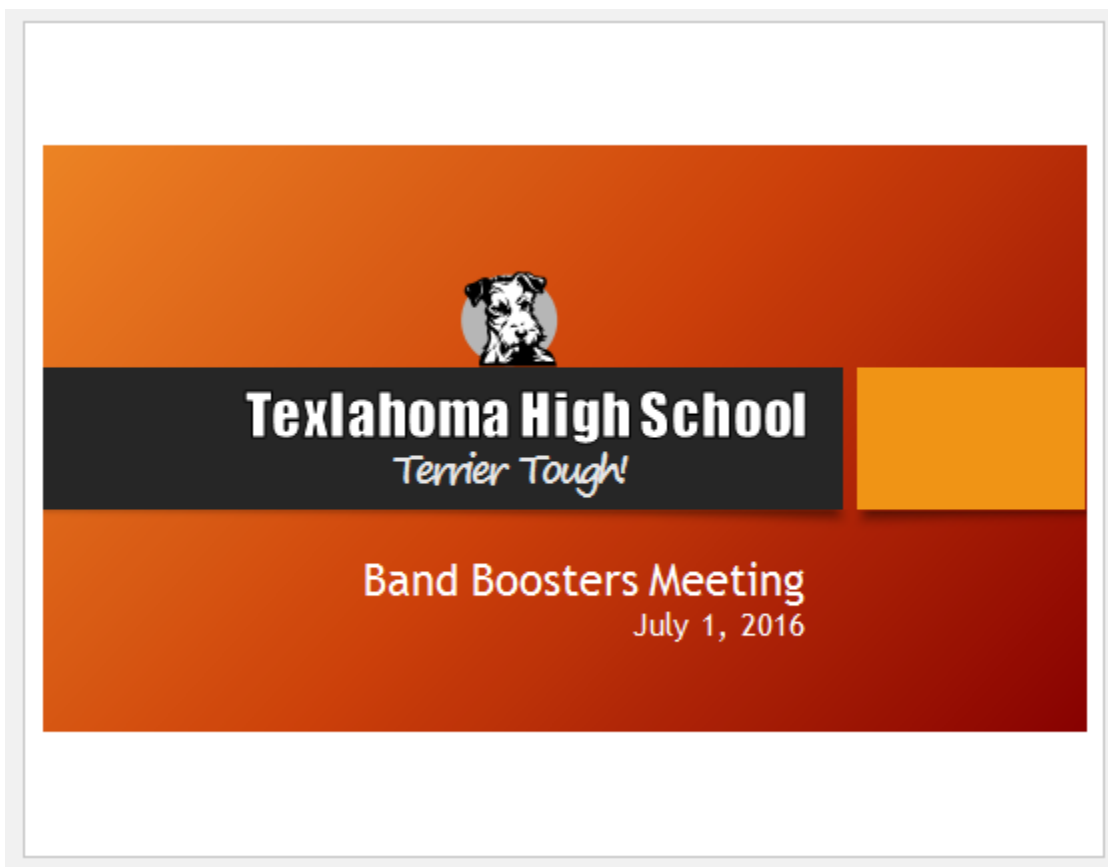 Texlahoma High School
Terrier Tough!
Band Boosters Meeting
July 1, 2016